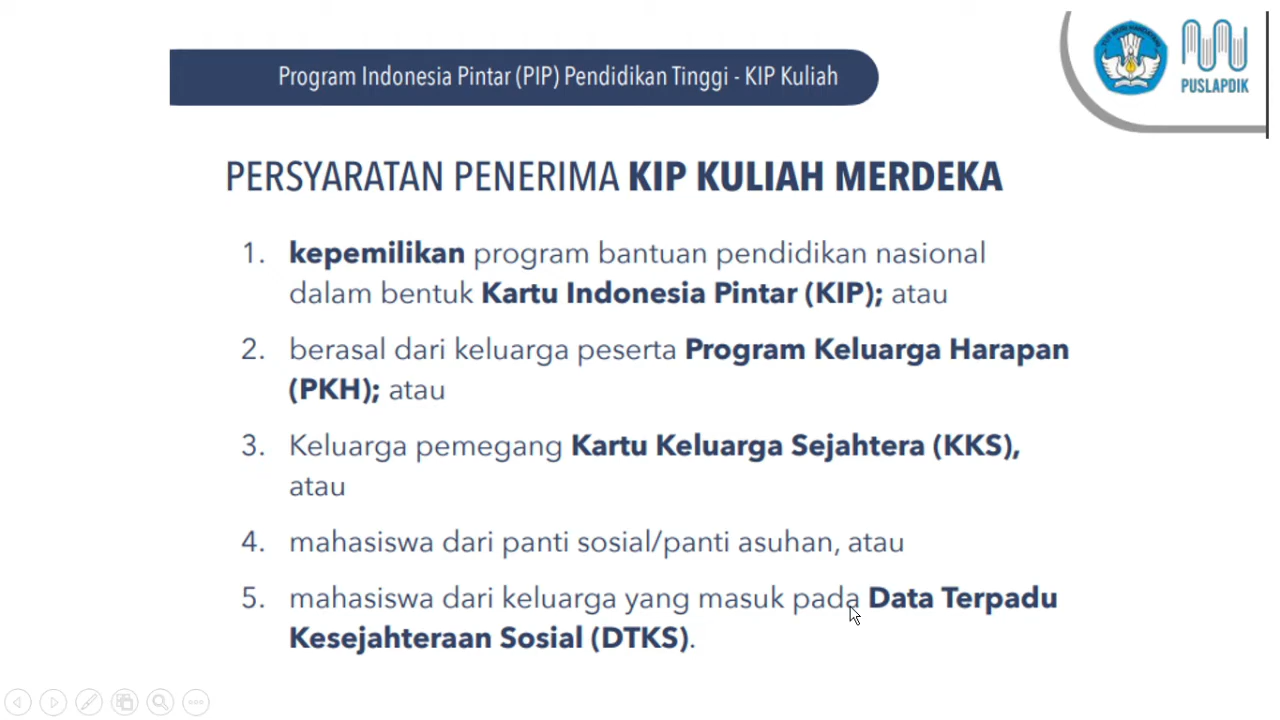 Program Indonesia Pintar (PIP) Pendidikan Tinggi - KIP Kuliah
PUSLAPDIK
PERSYARATAN PENERIMA KIP KULIAH MERDEKA
1. kepemilikan program bantuan pendidikan nasional
dalam bentuk Kartu Indonesia Pintar (KIP); atau
2. berasal dari keluarga peserta Program Keluarga Harapan
(PKH); atau
3. Keluarga pemegang Kartu Keluarga Sejahtera (KKS),
atau
4. mahasiswa dari panti sosial/panti asuhan, atau
5. mahasiswa dari keluarga yang masuk pada Data Terpadu
Kesejahteraan Sosial (DTKS).